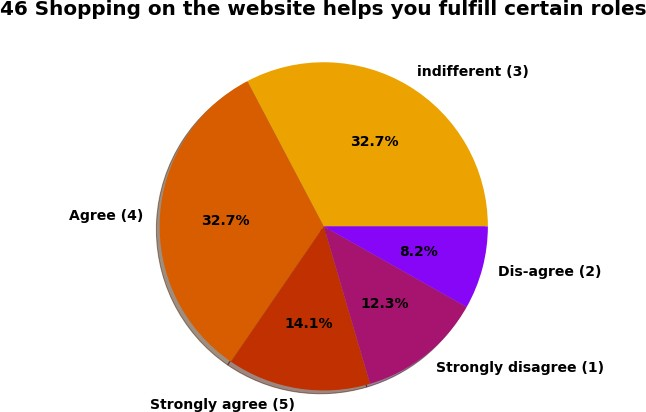 46 Shopping on the website helps you fulfill certain roles
indifferent (3)
32.7%
Agree (4)
32.7%
8.2%
Dis-agree (2)
12.3%
14.1%
Strongly disagree (1)
Strongly agree (5)